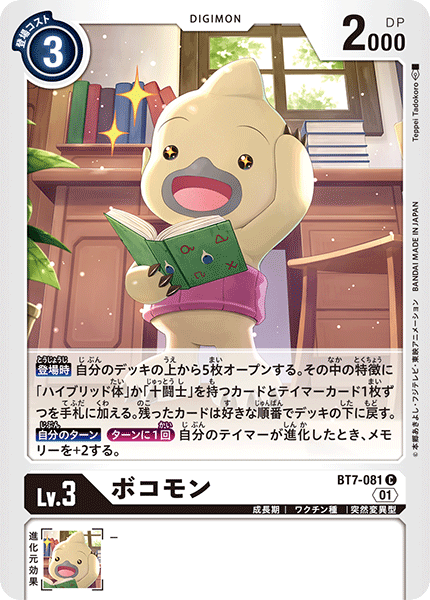 登場コスト
3
DIGIMON
2000
DP
Teppei Tadokoro
BANDAI MADE IN JAPAN
©本郷あきよし・フジテレビ・東映アニメーション
登場時 自分のデッキの上から5枚オープンする。その中の特徴に
「ハイブリッド体」か「十闘士」を持つカードとテイマーカード1枚ず
つを手札に加える。残ったカードは好きな順番でデッキの下に戻す。
自分のターン ターンに1回 自分のテイマーが進化したとき、メモ
リーを+2する。
Lv.3
ボコモン
BT7-081 C
01
成長期 | ワクチン種 | 突然変異型
進化元効果
–